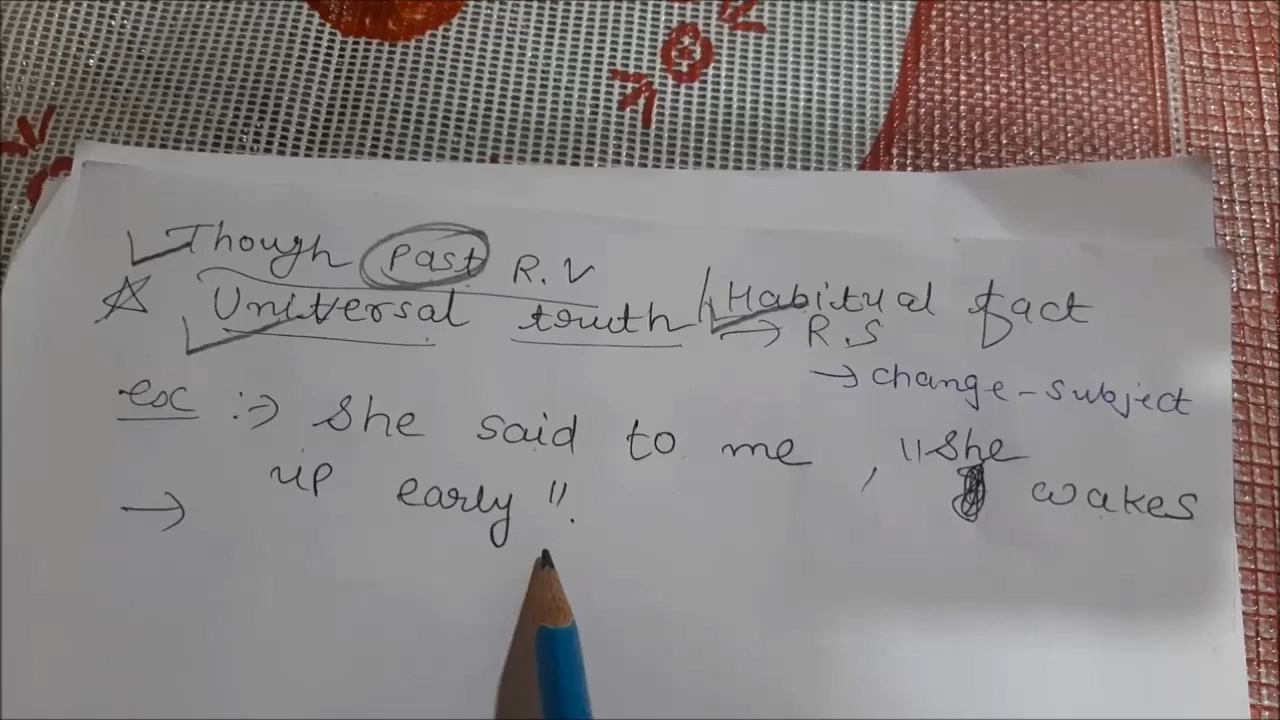 Though Past R.V
Universal truth / Habitual fact
→ R.S
→ change-subject
ex :→ She said to me, "She
wakes
up early".
→